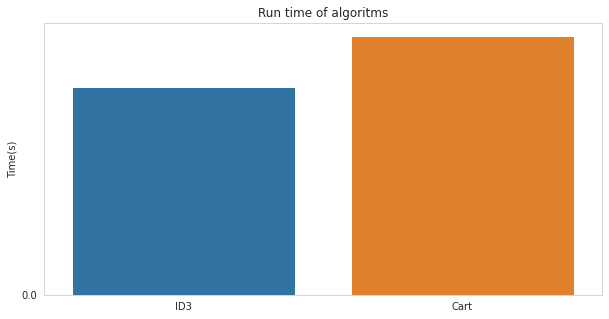 Run time of algoritms
Time(s)
0.0
ID3
Cart